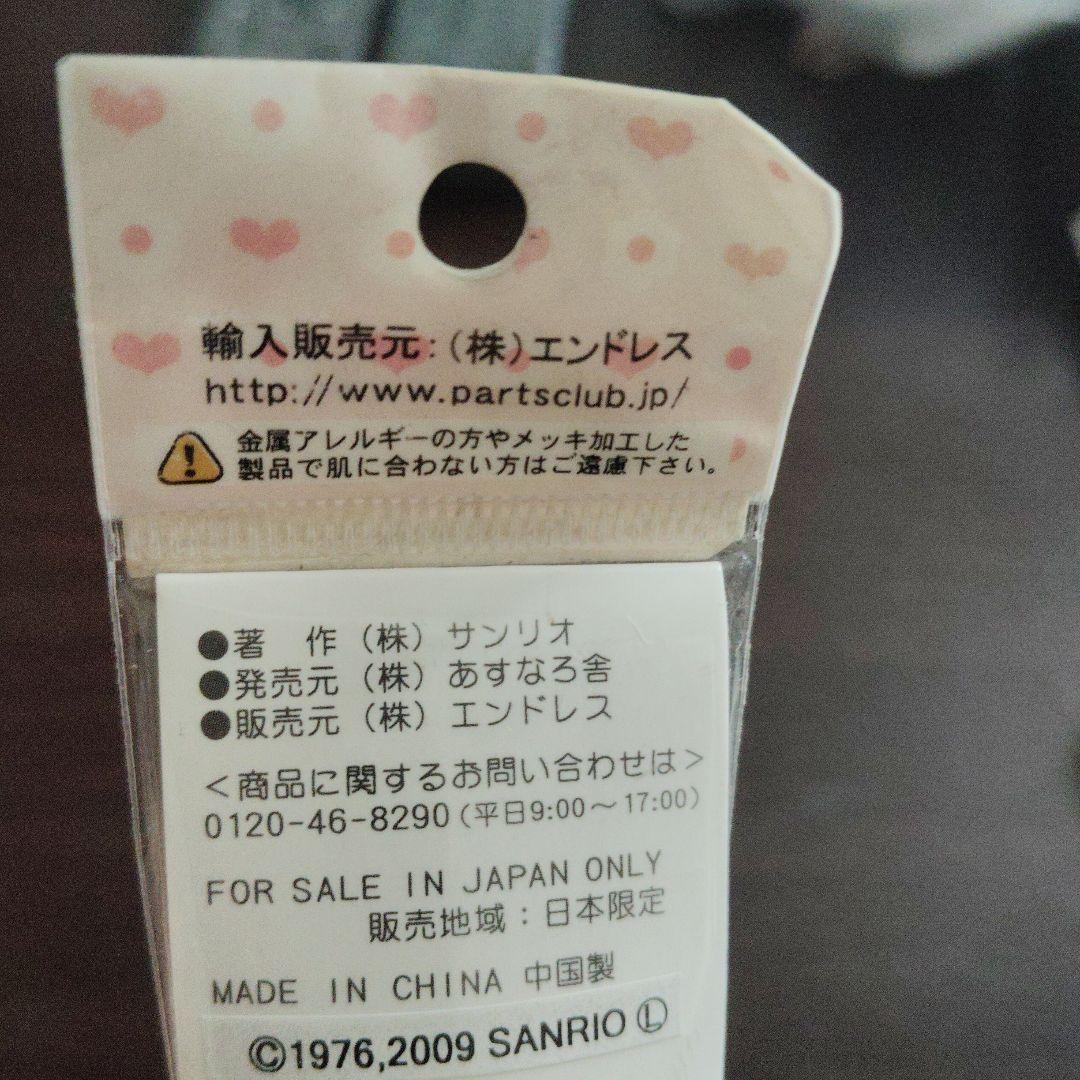 輸入販売元:(株)エンドレス
http://www.partsclub.jp/
金属アレルギーの方やメッキ加工した
製品で肌に合わない方はご遠慮下さい。
●著　作(株) サンリオ
●発売元(株) あすなろ舎
●販売元(株) エンドレス
<商品に関するお問い合わせは>
0120-46-8290(平日9:00〜17:00)
FOR SALE IN JAPAN ONLY
販売地域：日本限定
MADE IN CHINA 中国製
©1976,2009 SANRIO Ⓛ